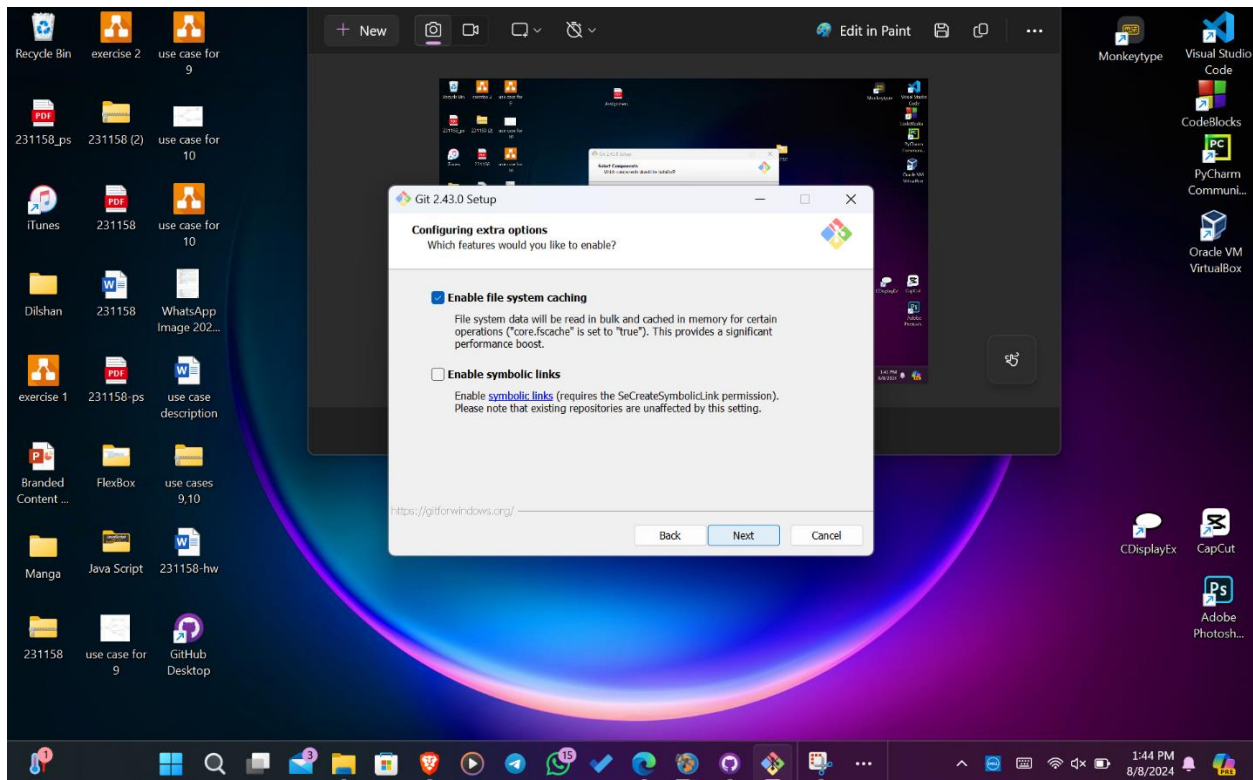 Recycle Bin
exercise 2
use case for
9
231158_ps
231158 (2)
use case for
10
iTunes
231158
use case for
10
Dilshan
231158
WhatsApp
Image 202...
exercise 1
231158-ps
use case
description
Branded
Content ...
FlexBox
use cases
9,10
Manga
Java Script
231158-hw
231158
use case for
9
GitHub
Desktop
New
Edit in Paint
Git 2.43.0 Setup
Configuring extra options
Which features would you like to enable?
Enable file system caching
File system data will be read in bulk and cached in memory for certain
operations ("core.fscache" is set to "true"). This provides a significant
performance boost.
Enable symbolic links
Enable symbolic links (requires the SeCreateSymbolicLink permission).
Please note that existing repositories are unaffected by this setting.
https://gitforwindows.org/
Back
Next
Cancel
Monkeytype
Visual Studio
Code
CodeBlocks
PyCharm
Communi...
Oracle VM
VirtualBox
CDisplayEx
CapCut
Adobe
Photosh...
1
3
15
1:44 PM
8/8/2024